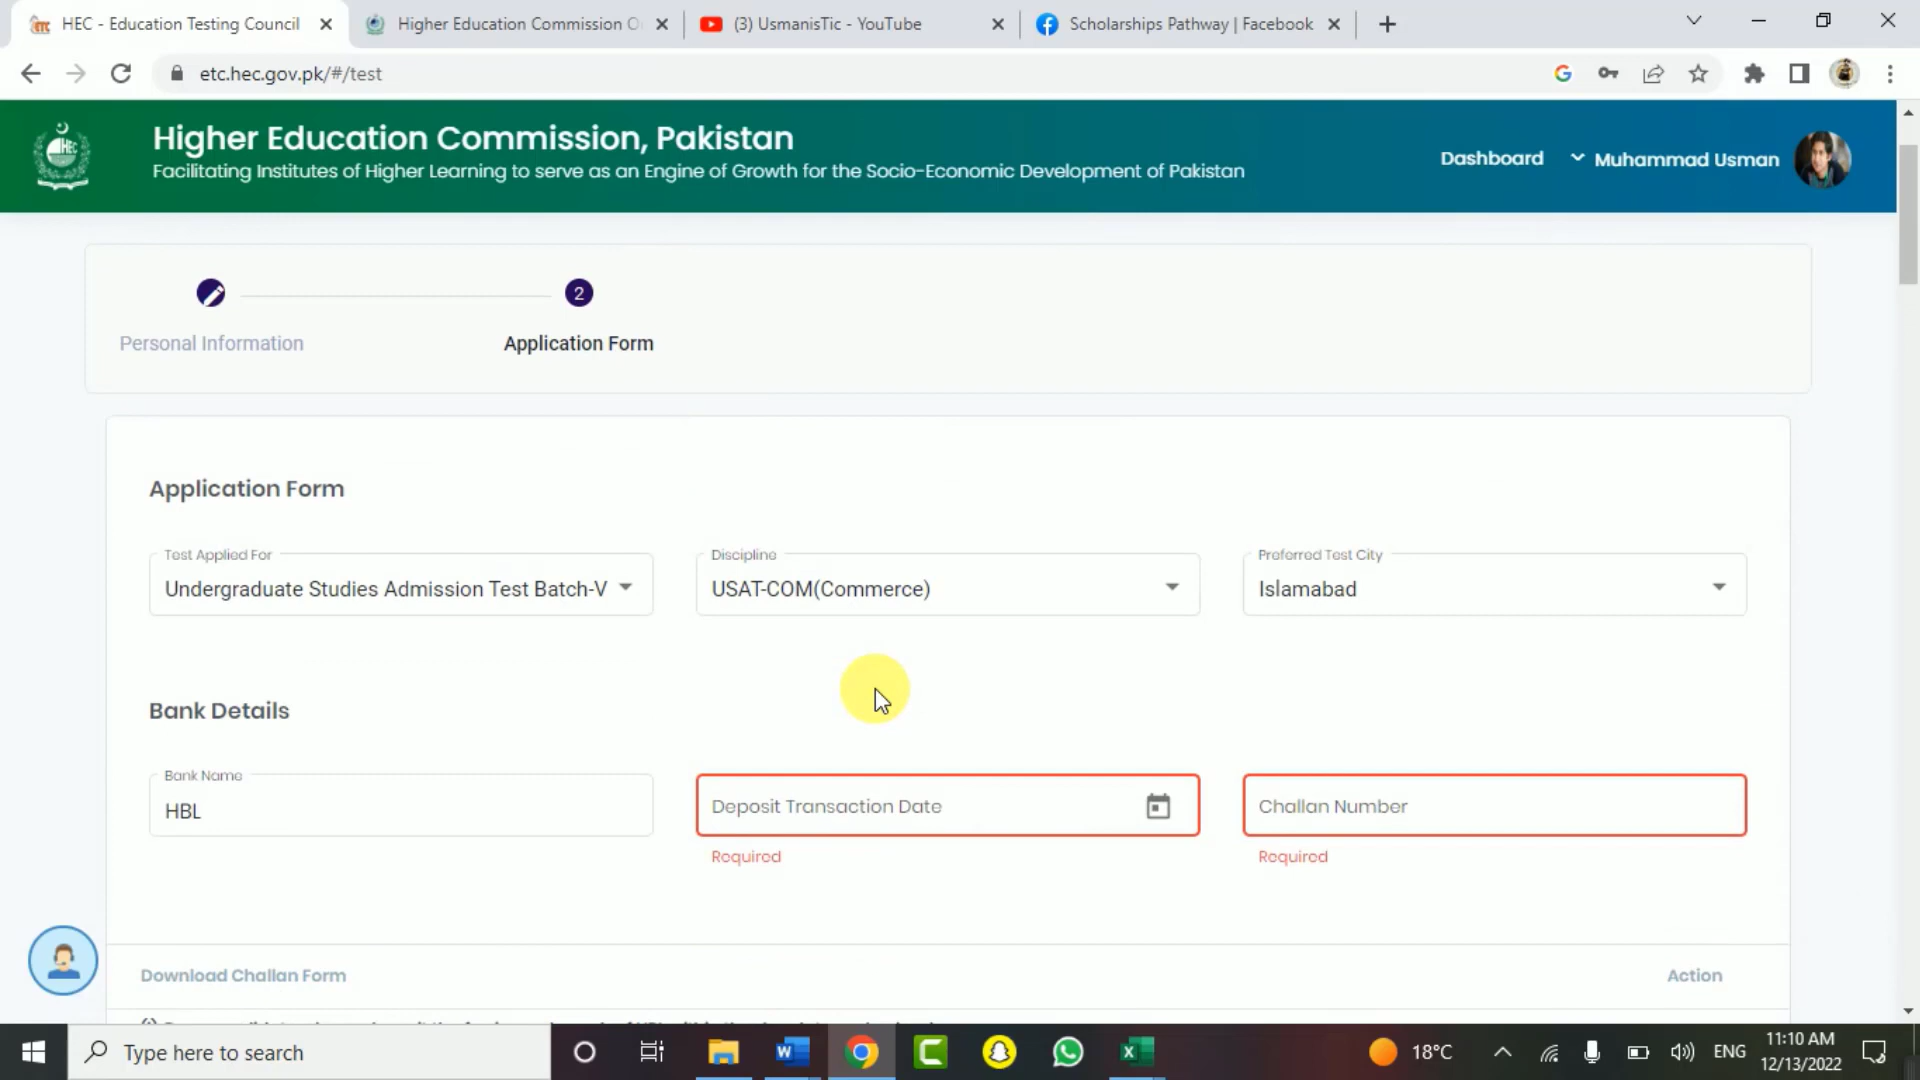 HEC - Education Testing Council
Higher Education Commission O
(3) UsmanisTic - YouTube
Scholarships Pathway | Facebook
etc.hec.gov.pk/#/test
HEC
Higher Education Commission, Pakistan
Facilitating Institutes of Higher Learning to serve as an Engine of Growth for the Socio-Economic Development of Pakistan
Dashboard
Muhammad Usman
2
Personal Information
Application Form
Application Form
Test Applied For
Undergraduate Studies Admission Test Batch-V
Discipline
USAT-COM(Commerce)
Preferred Test City
Islamabad
Bank Details
Bank Name
HBL
Deposit Transaction Date
Required
Challan Number
Required
Download Challan Form
Action
Type here to search
18°C
ENG
11:10 AM
12/13/2022